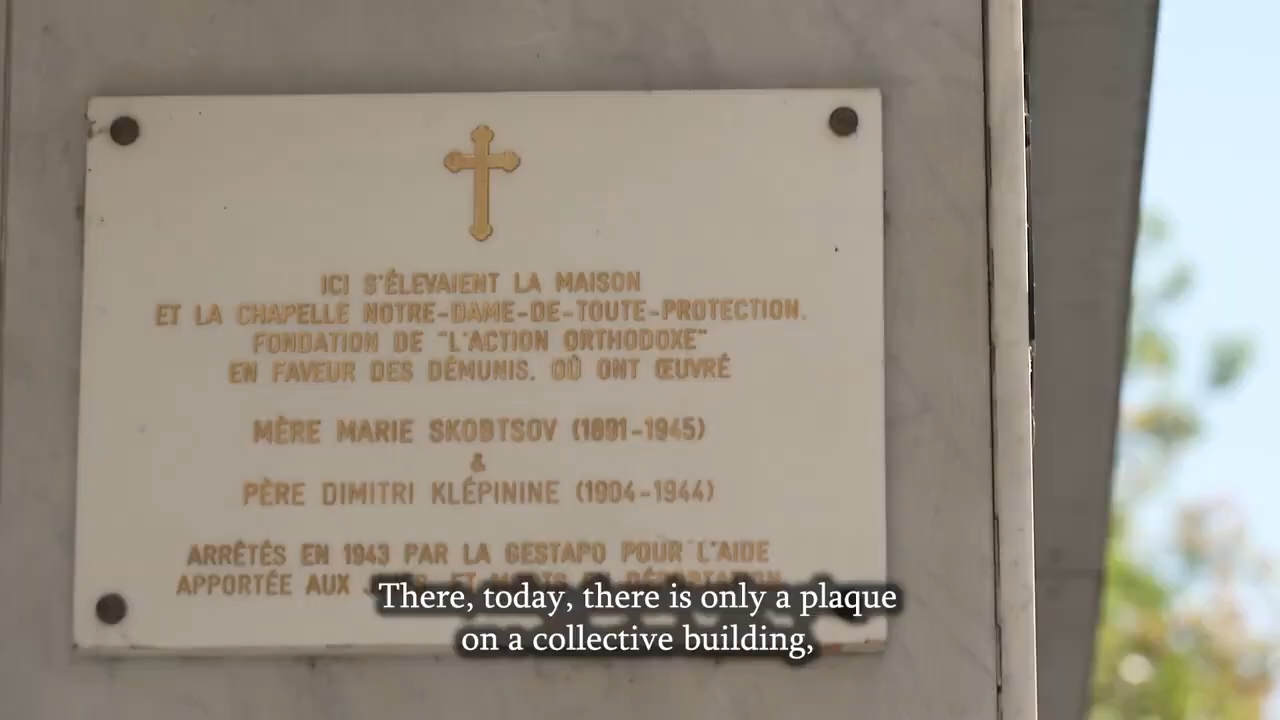 ICI S'ÉLEVAIENT LA MAISON
ET LA CHAPELLE NOTRE-DAME-DE-TOUTE-PROTECTION,
FONDATION DE "L'ACTION ORTHODOXE"
EN FAVEUR DES DÉMUNIS, OÙ ONT ŒUVRÉ
MÈRE MARIE SKOBTSOV (1891-1945)
&
PÈRE DIMITRI KLÉPININE (1904-1944)
ARRÊTÉS EN 1943 PAR LA GESTAPO POUR L'AIDE
APPORTÉE AUX
There, today, there is only a plaque
on a collective building,